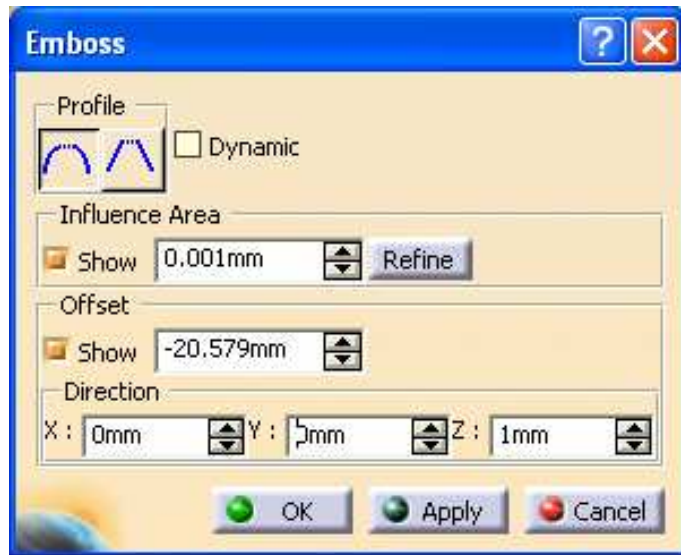 Emboss
Profile
Dynamic
Influence Area
Show 0.001mm Refine
Offset
Show -20.579mm
Direction
X : 0mm Y : 0mm Z : 1mm
OK Apply Cancel